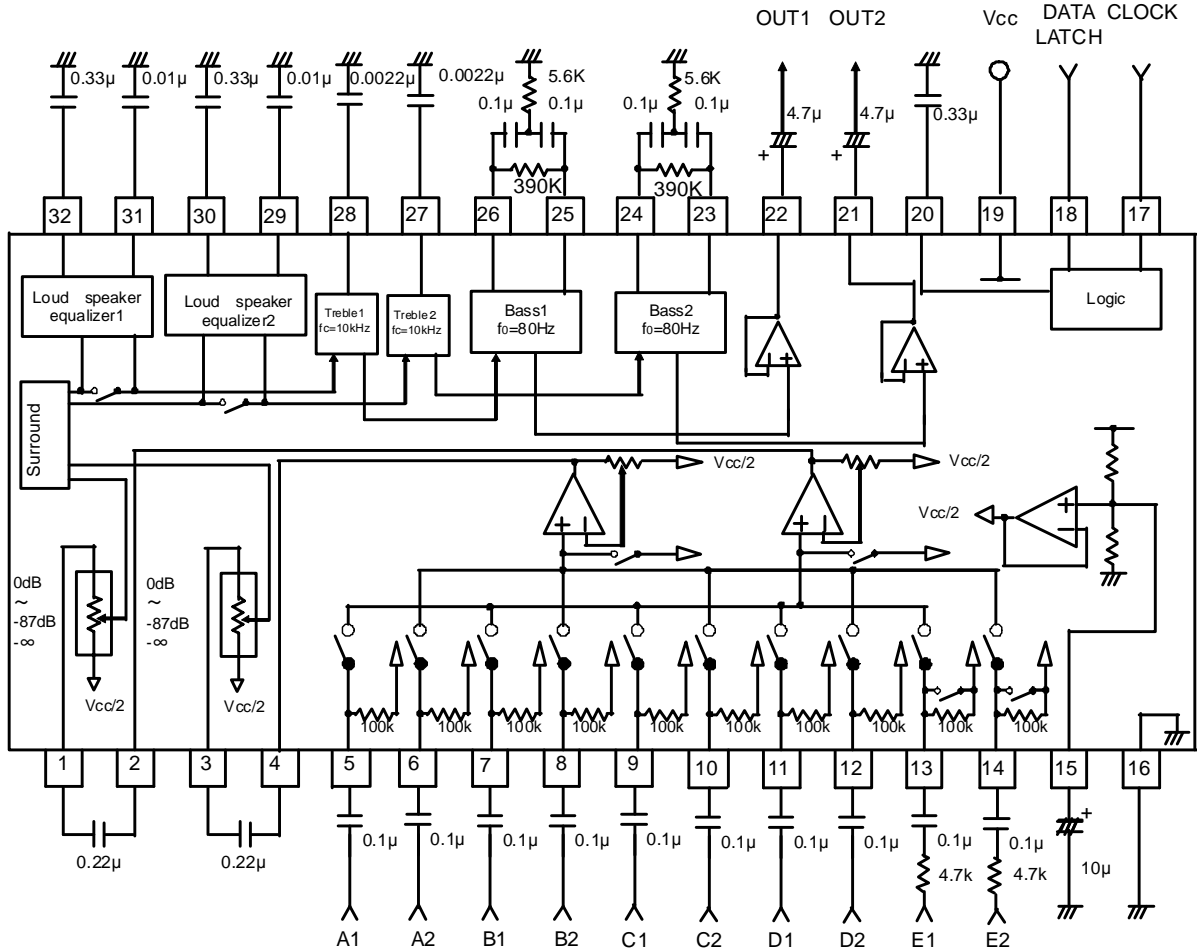 OUT1 OUT2 Vcc DATA CLOCK
LATCH
0.33µ 0.01µ 0.33µ 0.01µ 0.0022µ 0.0022µ 5.6K 5.6K
0.1µ 0.1µ 0.1µ 0.1µ 4.7µ 4.7µ 0.33µ
+ +
390K 390K
32 31 30 29 28 27 26 25 24 23 22 21 20 19 18 17
Loud speaker
equalizer1
Loud speaker
equalizer2
Treble1
fc=10kHz
Treble2
fc=10kHz
Bass1
fo=80Hz
Bass2
fo=80Hz
Logic
Surround
Vcc/2 Vcc/2
Vcc/2
0dB
~
-87dB
-∞
0dB
~
-87dB
-∞
Vcc/2 Vcc/2
100k 100k 100k 100k 100k 100k 100k 100k 100k 100k
1 2 3 4 5 6 7 8 9 10 11 12 13 14 15 16
0.22µ 0.22µ 0.1µ 0.1µ 0.1µ 0.1µ 0.1µ 0.1µ 0.1µ 0.1µ 0.1µ 0.1µ +
4.7k 4.7k 10µ
A1 A2 B1 B2 C1 C2 D1 D2 E1 E2